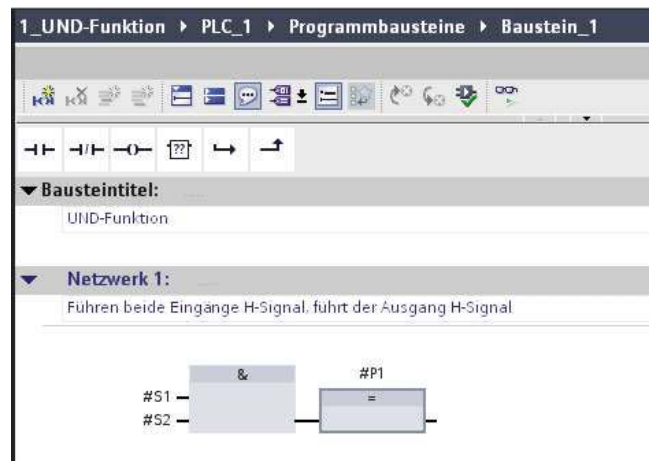 1_UND-Funktion ▸ PLC_1 ▸ Programmbausteine ▸ Baustein_1
??
Bausteintitel:
UND-Funktion
Netzwerk 1:
Führen beide Eingänge H-Signal, führt der Ausgang H-Signal
& #P1
#S1 =
#S2